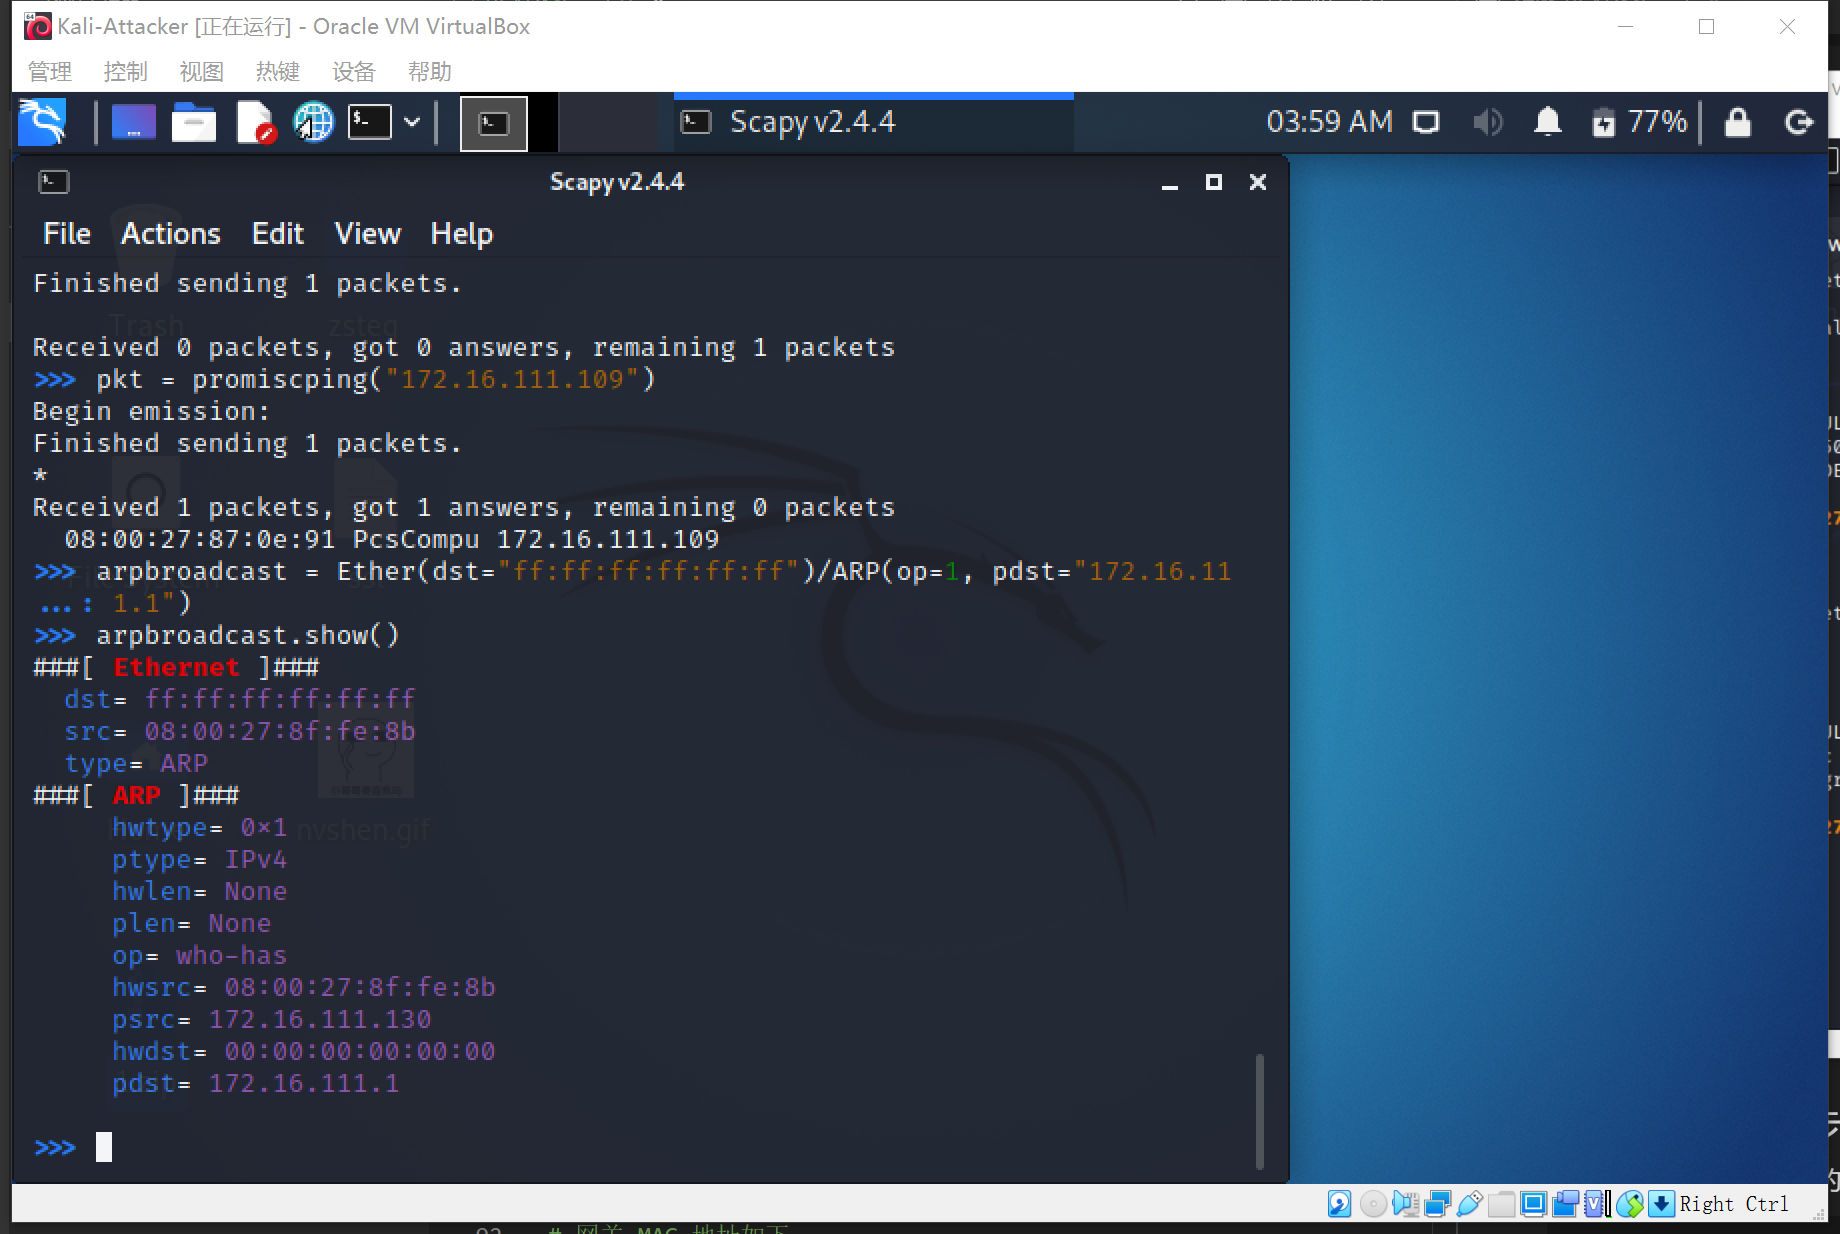 Kali-Attacker [正在运行] - Oracle VM VirtualBox
管理 控制 视图 热键 设备 帮助
Scapy v2.4.4 03:59 AM 77%
Scapy v2.4.4
File Actions Edit View Help
Finished sending 1 packets.
Trash zsteg
Received 0 packets, got 0 answers, remaining 1 packets
>>> pkt = promiscping("172.16.111.109")
Begin emission:
Finished sending 1 packets.
*
Received 1 packets, got 1 answers, remaining 0 packets
08:00:27:87:0e:91 PcsCompu 172.16.111.109
>>> arpbroadcast = Ether(dst="ff:ff:ff:ff:ff:ff")/ARP(op=1, pdst="172.16.11
...: 1.1")
>>> arpbroadcast.show()
###[ Ethernet ]###
dst= ff:ff:ff:ff:ff:ff
src= 08:00:27:8f:fe:8b
type= ARP
###[ ARP ]###
hwtype= 0×1
nvshen.gif
ptype= IPv4
hwlen= None
plen= None
op= who-has
hwsrc= 08:00:27:8f:fe:8b
psrc= 172.16.111.130
hwdst= 00:00:00:00:00:00
pdst= 172.16.111.1
>>>
Right Ctrl